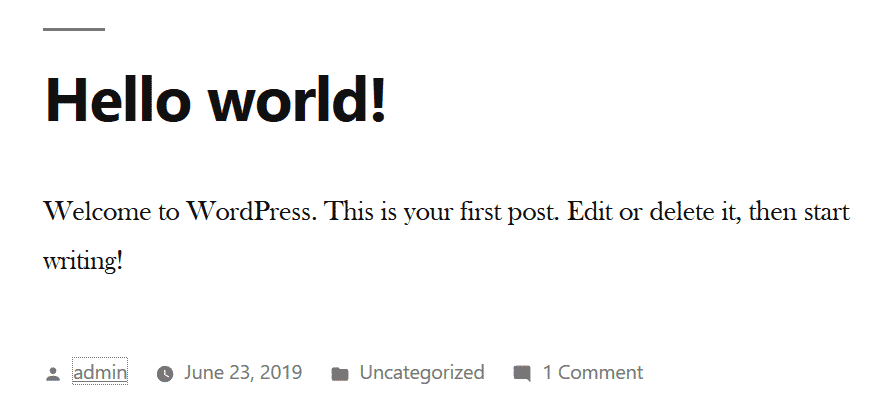 Hello world!
Welcome to WordPress. This is your first post. Edit or delete it, then start
writing!
admin June 23, 2019 Uncategorized 1 Comment